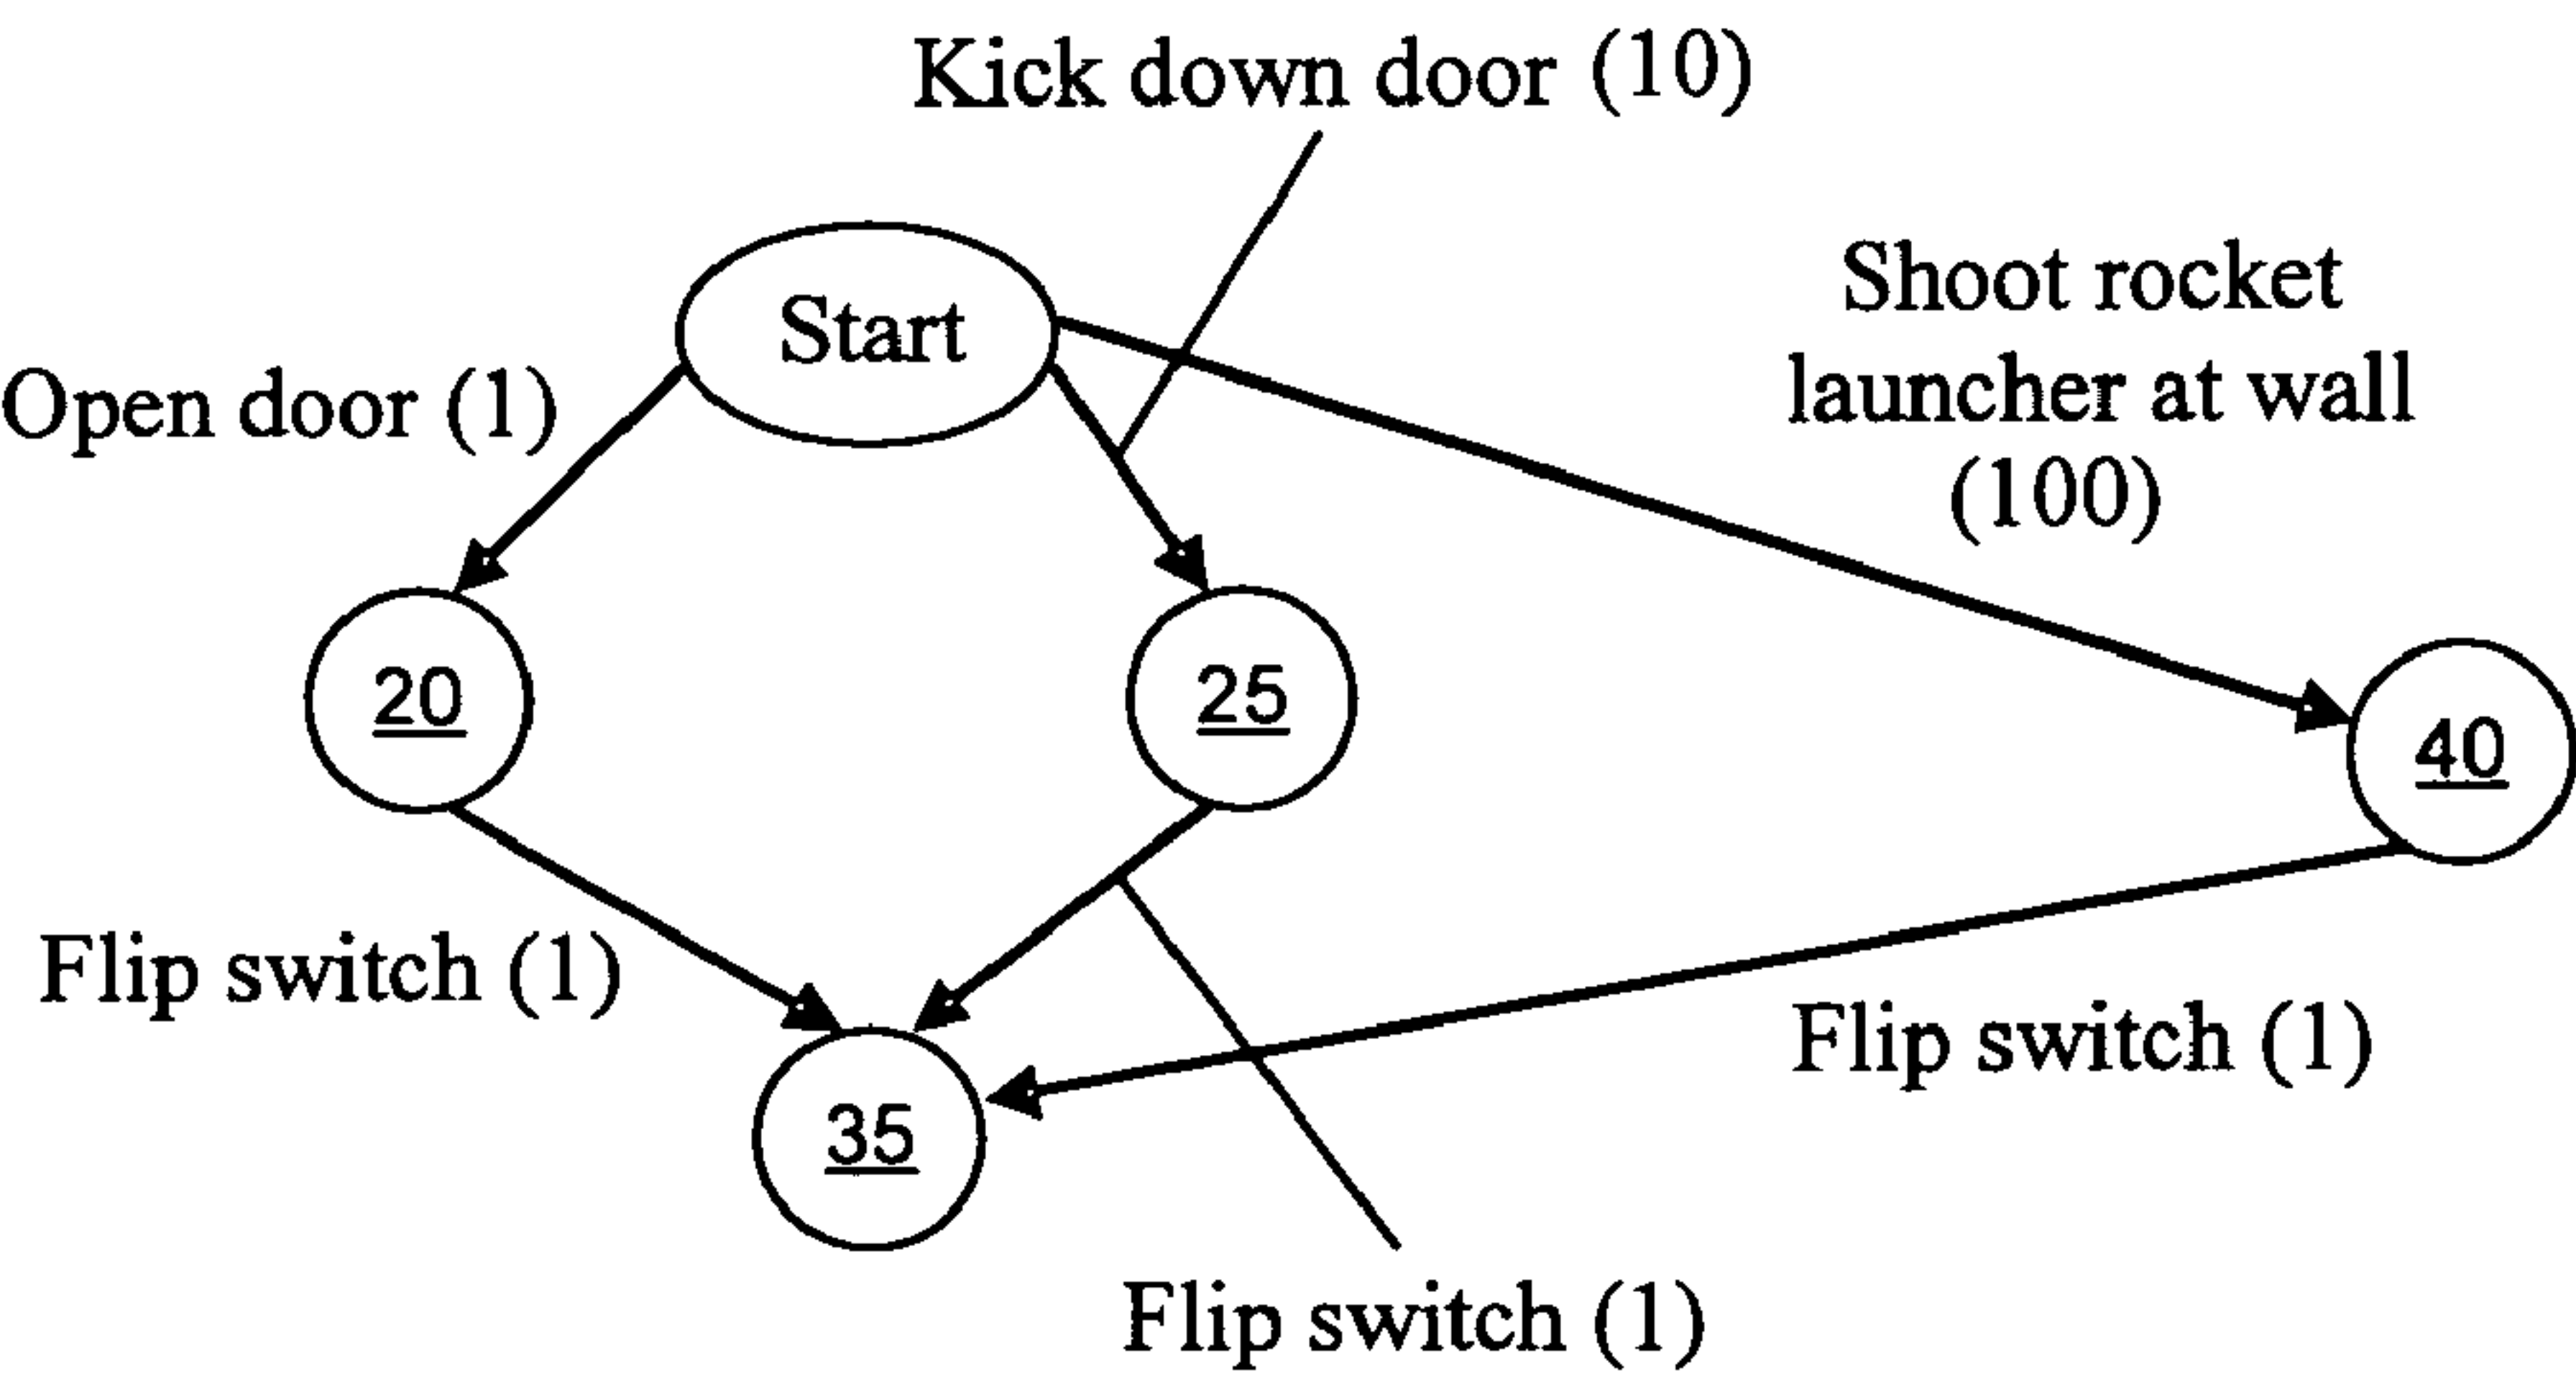 Kick down door (10)
Start
Shoot rocket
launcher at wall
(100)
Open door (1)
20
25
40
Flip switch (1)
Flip switch (1)
35
Flip switch (1)